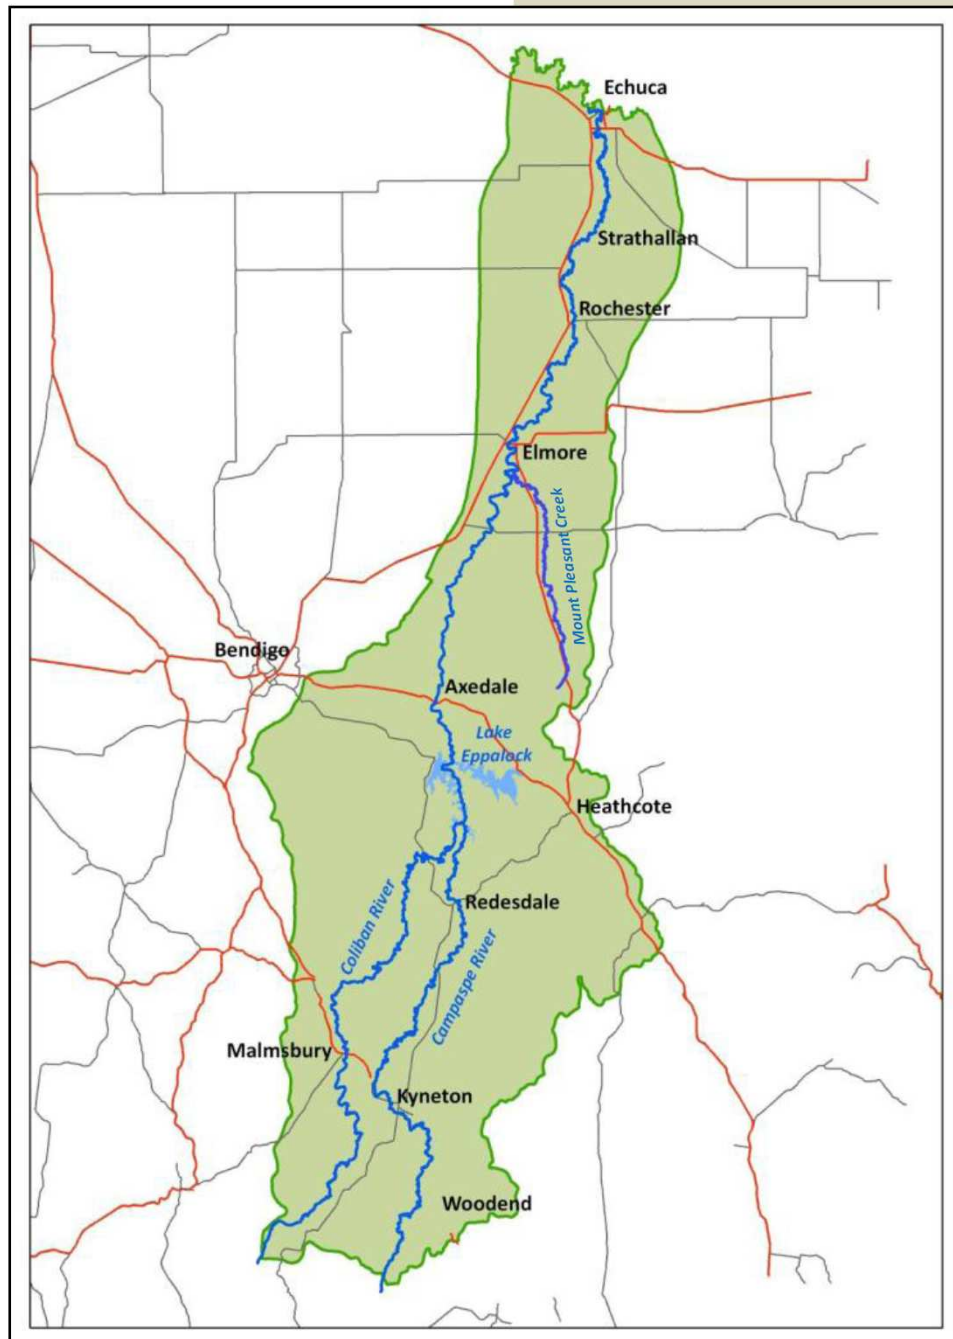 Echuca
Strathallan
Rochester
Elmore
Mount Pleasant Creek
Bendigo
Axedale
Lake
Eppalock
Heathcote
Coliban River
Redesdale
Campaspe River
Malmsbury
Kyneton
Woodend